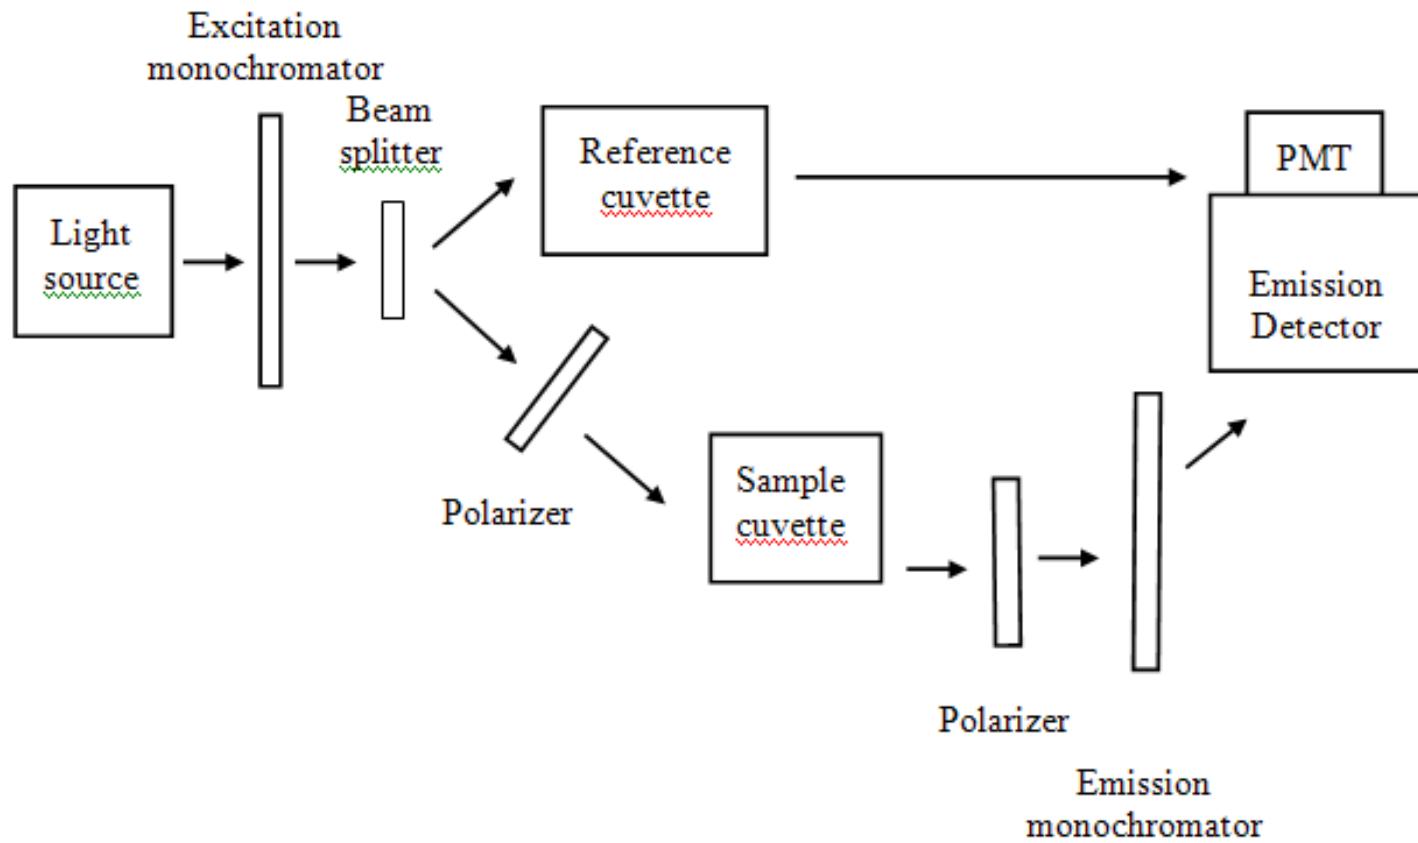 Excitation
monochromator
Beam
splitter
Reference
cuvette
PMT
Light
source
Emission
Detector
Polarizer
Sample
cuvette
Polarizer
Emission
monochromator